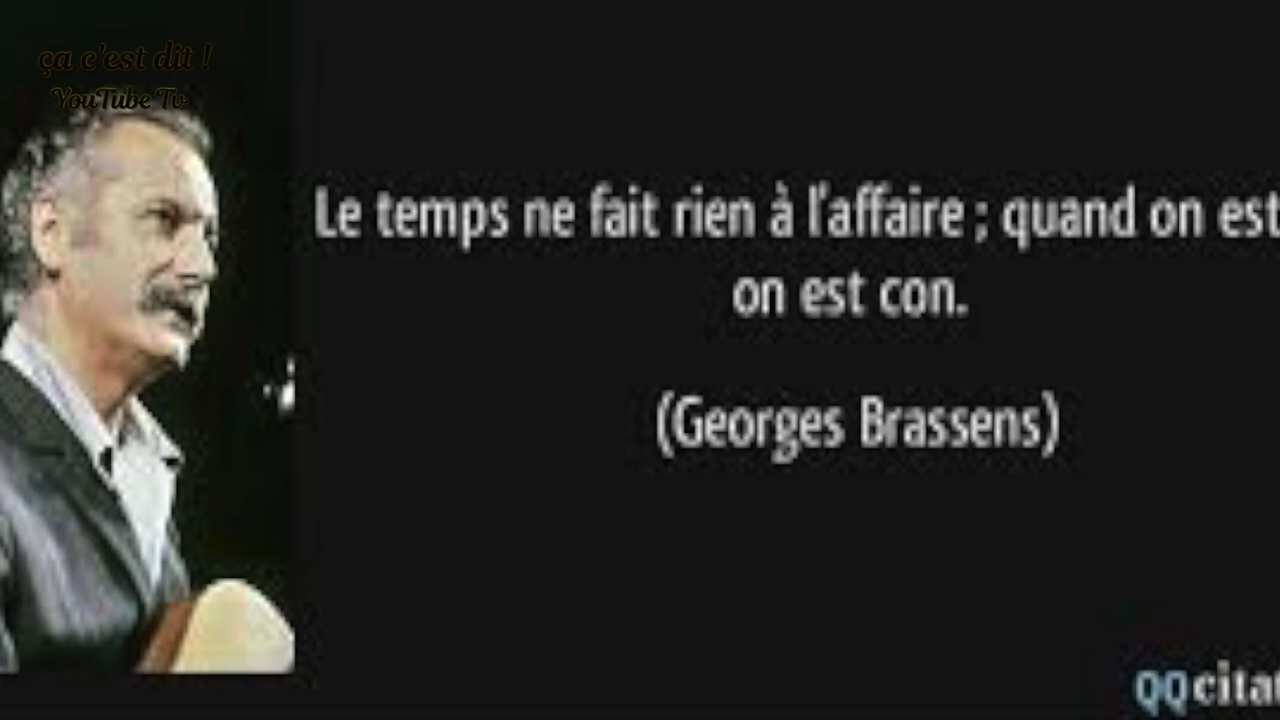 ça c'est dit !
YouTube Tv
Le temps ne fait rien à l'affaire ; quand on est
on est con.
(Georges Brassens)
QQcita